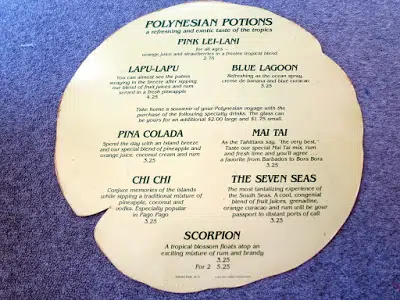 POLYNESIAN POTIONS
a refreshing and exotic taste of the tropics
PINK LEI-LANI
for all ages -
orange juice and strawberries in a frostee tropical blend
2.75
LAPU-LAPU
You can almost see the palms
swaying in the breeze after sipping
our blend of fruit juices and rum
served in a fresh pineapple
6.25
BLUE LAGOON
Refreshing as the ocean spray,
creme de banana and blue curacao
3.25
Take home a souvenir of your Polynesian voyage with the
purchase of the following specialty drinks. The glass can
be yours for an additional $2.00 large and $1.75 small.
PINA COLADA
Spend the day with an island breeze
and our special blend of pineapple and
orange juice, coconut cream and rum
3.25
MAI TAI
As the Tahitians say, "the very best,"
Taste our special Mai Tai mix, rum
and fresh lime and you'll agree
a favorite from Barbados to Bora Bora
3.25
CHI CHI
Conjure memories of the islands
while sipping a traditional mixture of
pineapple, coconut and
vodka. Especially popular
in Pago Pago
3.25
THE SEVEN SEAS
The most tantalizing experience of
the South Seas. A cool, congenial
blend of fruit juices, grenadine,
orange curacao and rum will be your
passport to distant ports of call
3.25
SCORPION
A tropical blossom floats atop an
exciting mixture of rum and brandy
3.25
For 2 5.25